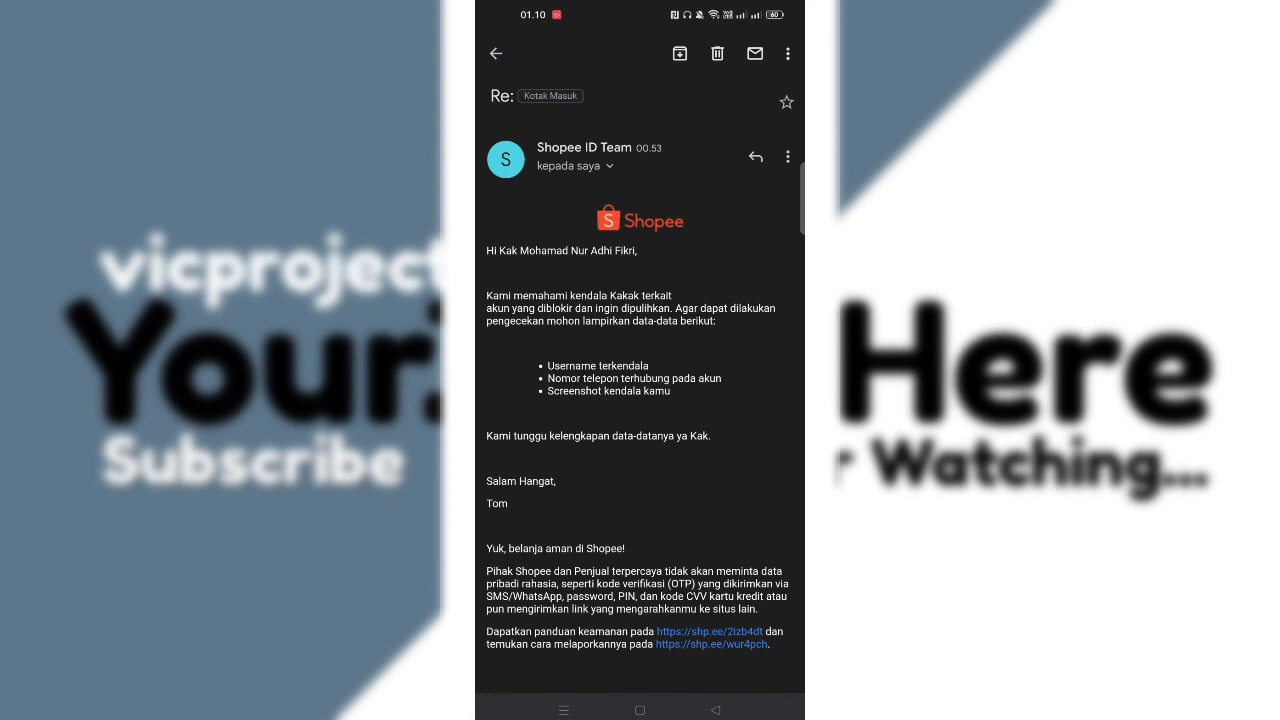 01.10
60
Re: Kotak Masuk
S
Shopee ID Team 00.53
kepada saya
S Shopee
Hi Kak Mohamad Nur Adhi Fikri,
Kami memahami kendala Kakak terkait
akun yang diblokir dan ingin dipulihkan. Agar dapat dilakukan
pengecekan mohon lampirkan data-data berikut:
• Username terkendala
• Nomor telepon terhubung pada akun
• Screenshot kendala kamu
Kami tunggu kelengkapan data-datanya ya Kak.
Salam Hangat,
Tom
Yuk, belanja aman di Shopee!
Pihak Shopee dan Penjual terpercaya tidak akan meminta data
pribadi rahasia, seperti kode verifikasi (OTP) yang dikirimkan via
SMS/WhatsApp, password, PIN, dan kode CVV kartu kredit atau
pun mengirimkan link yang mengarahkanmu ke situs lain.
Dapatkan panduan keamanan pada https://shp.ee/2izb4dt dan
temukan cara melaporkannya pada https://shp.ee/wur4pch.
vicproject
Your
Here
Subscribe
Watching...